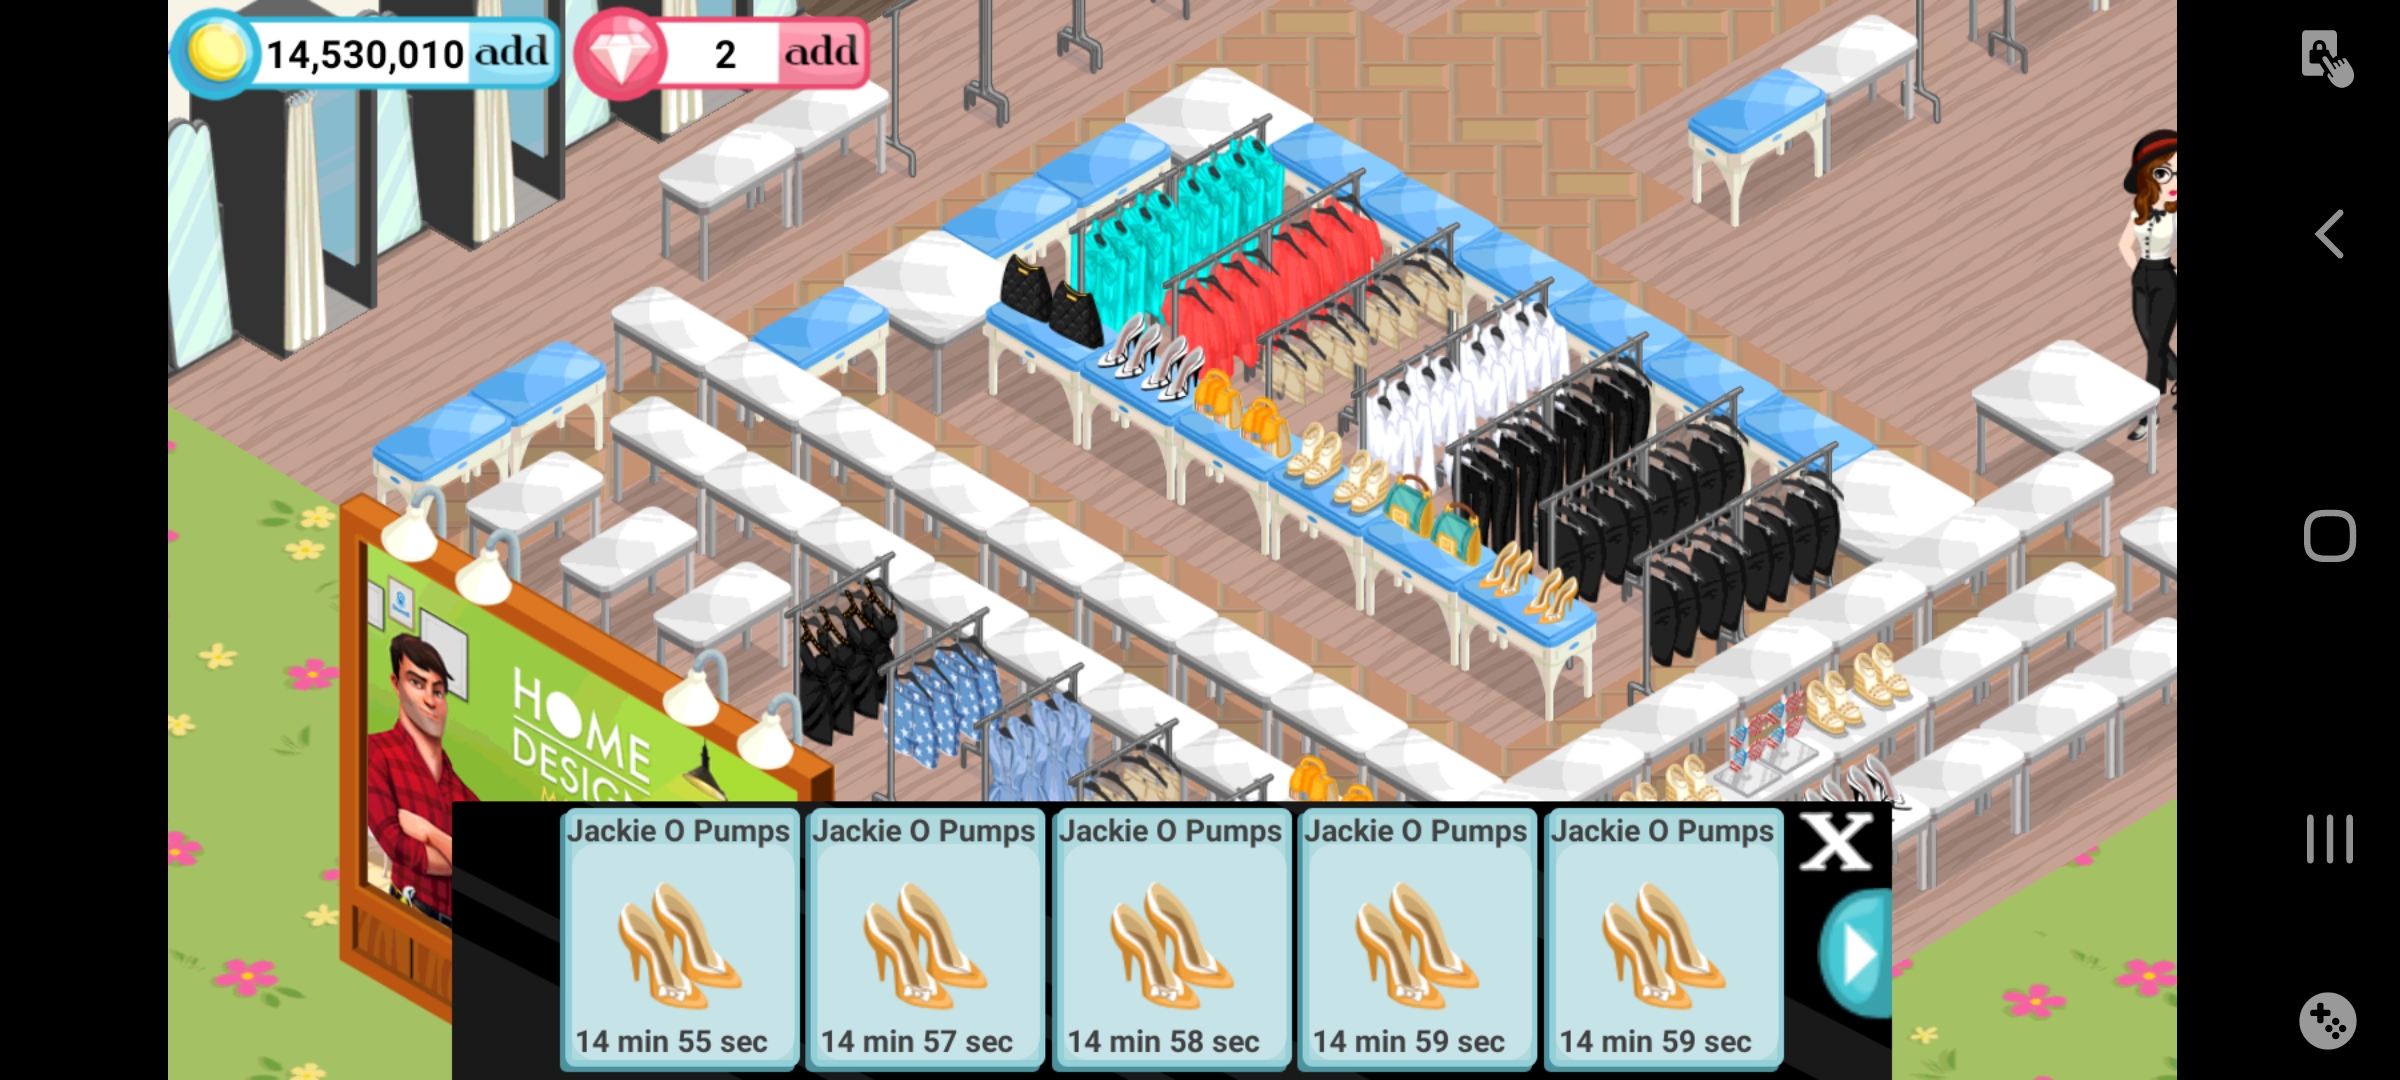 14,530,010 add
2 add
HOME
DESIGN
Jackie O Pumps
14 min 55 sec
Jackie O Pumps
14 min 57 sec
Jackie O Pumps
14 min 58 sec
Jackie O Pumps
14 min 59 sec
Jackie O Pumps
14 min 59 sec
X